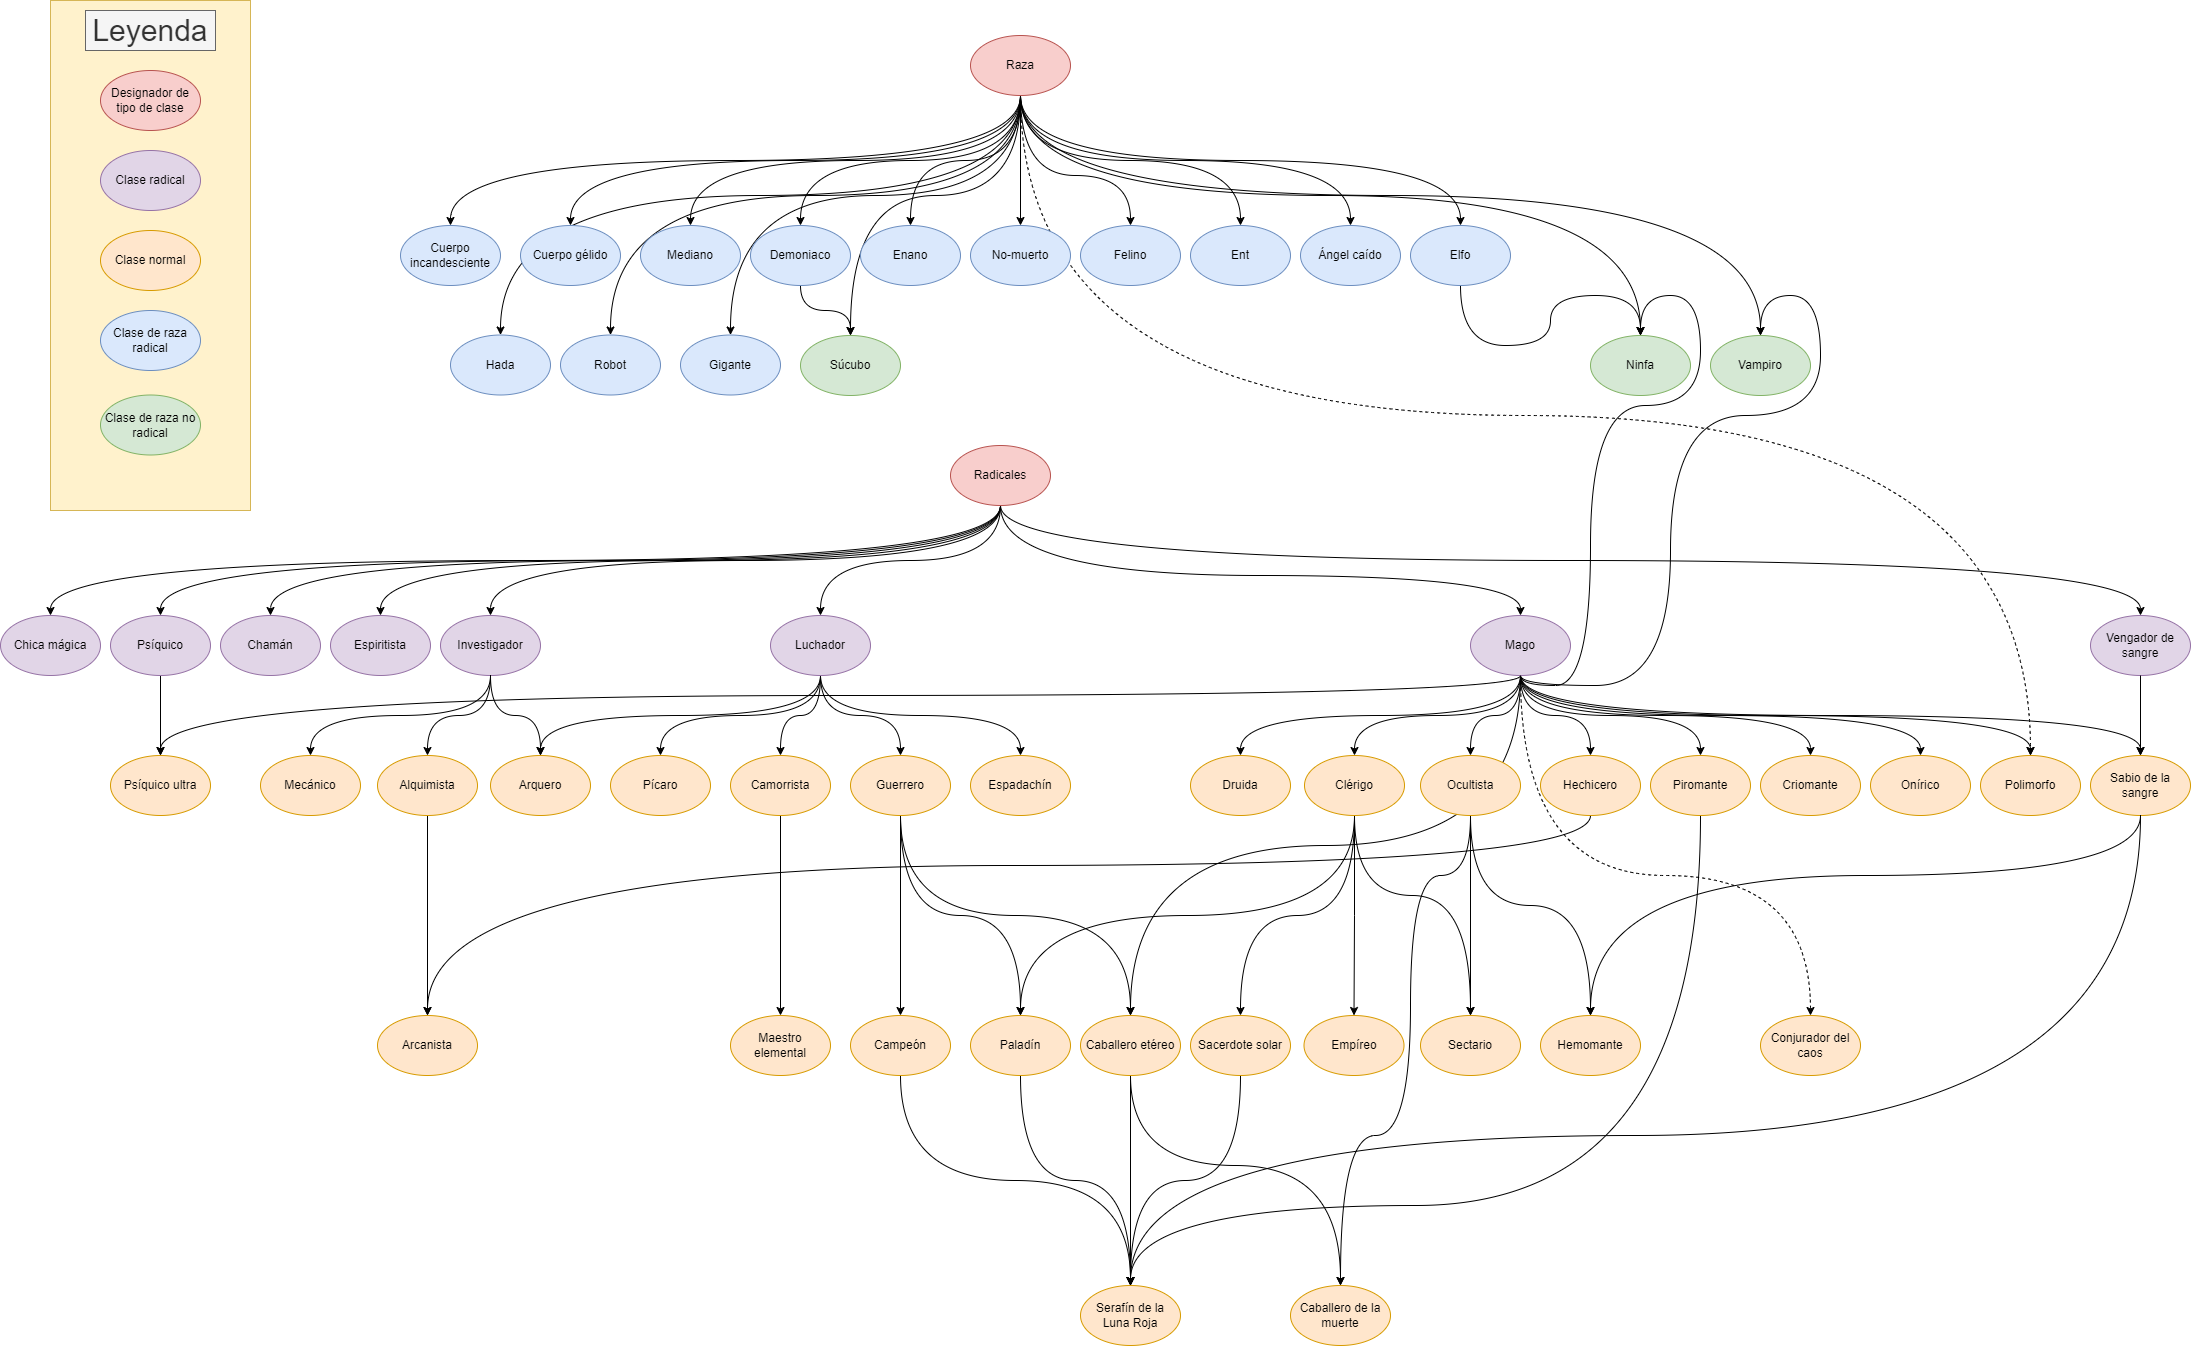 Leyenda
Designador de
tipo de clase
Clase radical
Clase normal
Clase de raza
radical
Clase de raza no
radical
Raza
Cuerpo
incandesciente
Cuerpo gélido
Mediano
Demoniaco
Enano
No-muerto
Felino
Ent
Ángel caído
Elfo
Hada
Robot
Gigante
Súcubo
Ninfa
Vampiro
Radicales
Chica mágica
Psíquico
Chamán
Espiritista
Investigador
Luchador
Mago
Vengador de
sangre
Psíquico ultra
Mecánico
Alquimista
Arquero
Pícaro
Camorrista
Guerrero
Espadachín
Druida
Clérigo
Ocultista
Hechicero
Piromante
Criomante
Onírico
Polimorfo
Sabio de la
sangre
Arcanista
Maestro
elemental
Campeón
Paladín
Caballero etéreo
Sacerdote solar
Empíreo
Sectario
Hemomante
Conjurador del
caos
Serafín de la
Luna Roja
Caballero de la
muerte